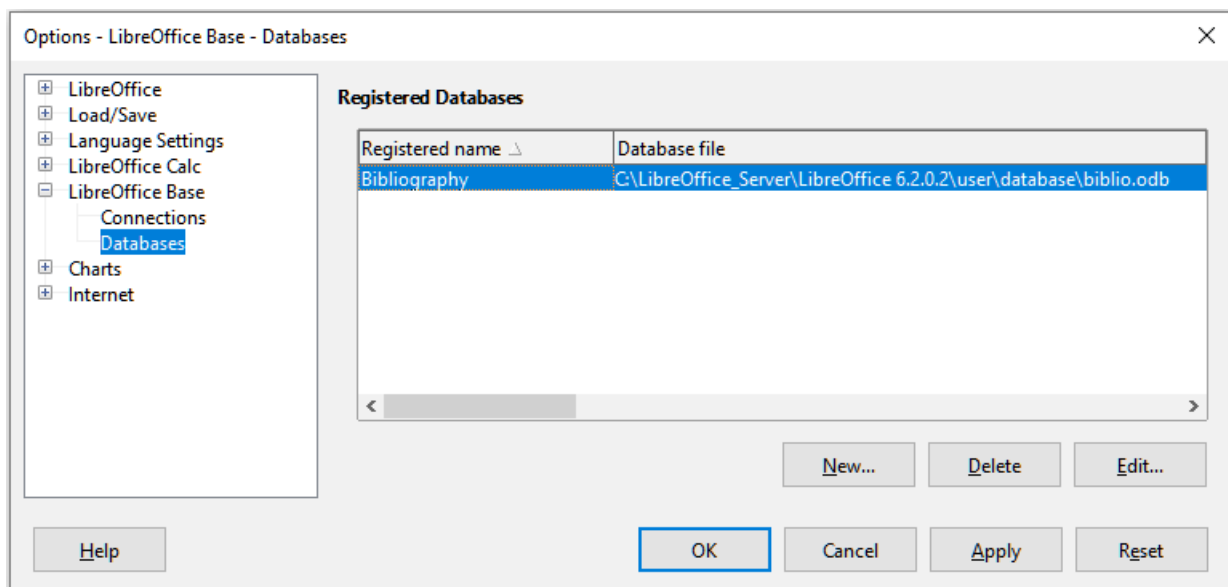 Options - LibreOffice Base - Databases
LibreOffice
Load/Save
Language Settings
LibreOffice Calc
LibreOffice Base
Connections
Databases
Charts
Internet
Registered Databases
Registered name Database file
Bibliography C:\LibreOffice_Server\LibreOffice 6.2.0.2\user\database\biblio.odb
New... Delete Edit...
Help OK Cancel Apply Reset